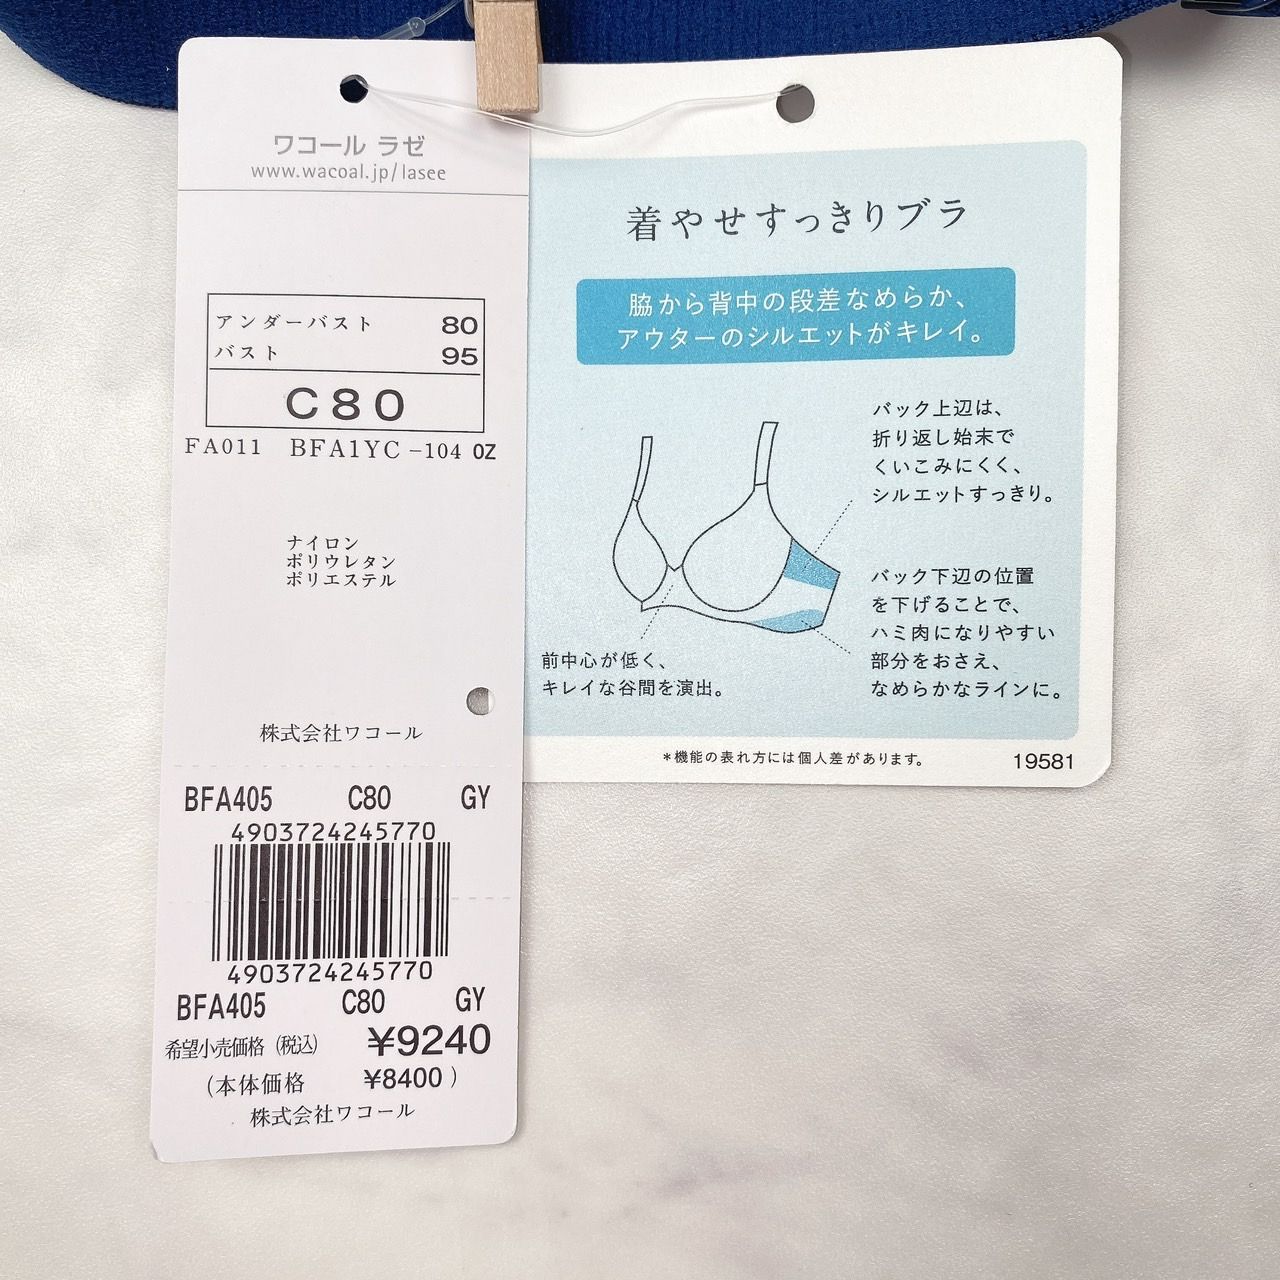 ワコール ラゼ
www.wacoal.jp/lasee
アンダーバスト 80
バスト 95
C80
FA011 BFA1YC -104 OZ
ナイロン
ポリウレタン
ポリエステル
株式会社ワコール
BFA405 C80 GY
4903724245770
4903724245770
BFA405 C80 GY
希望小売価格 (税込) ¥9240
(本体価格 ¥8400 )
株式会社ワコール
着やせすっきりブラ
脇から背中の段差なめらか、
アウターのシルエットがキレイ。
バック上辺は、
折り返し始末で
くいこみにくく、
シルエットすっきり。
バック下辺の位置
を下げることで、
ハミ肉になりやすい
部分をおさえ、
なめらかなラインに。
前中心が低く、
キレイな谷間を演出。
*機能の表れ方には個人差があります。
19581